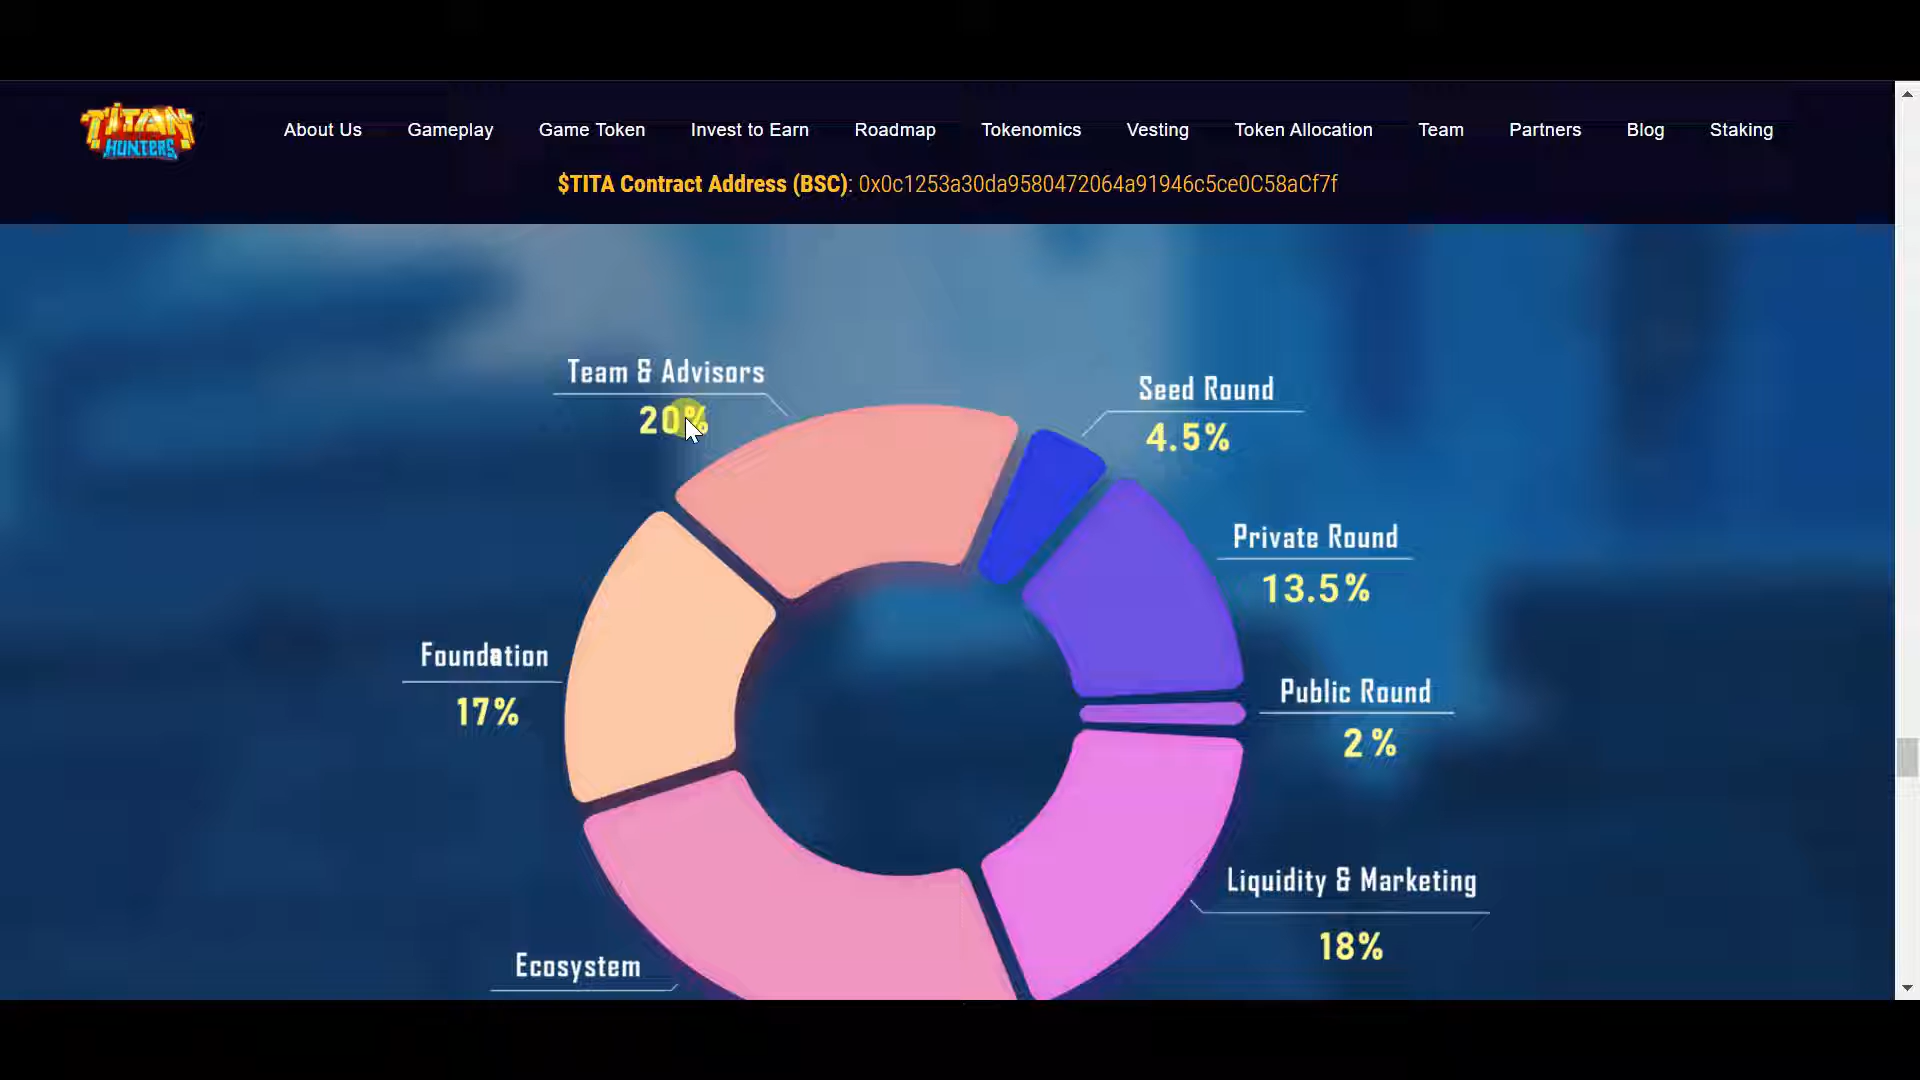 TITAN
HUNTERS
About Us Gameplay Game Token Invest to Earn Roadmap Tokenomics Vesting Token Allocation Team Partners Blog Staking
$TITA Contract Address (BSC): 0x0c1253a30da9580472064a91946c5ce0C58aCf7f
Team & Advisors
20%
Seed Round
4.5%
Private Round
13.5%
Foundation
17%
Public Round
2%
Liquidity & Marketing
18%
Ecosystem